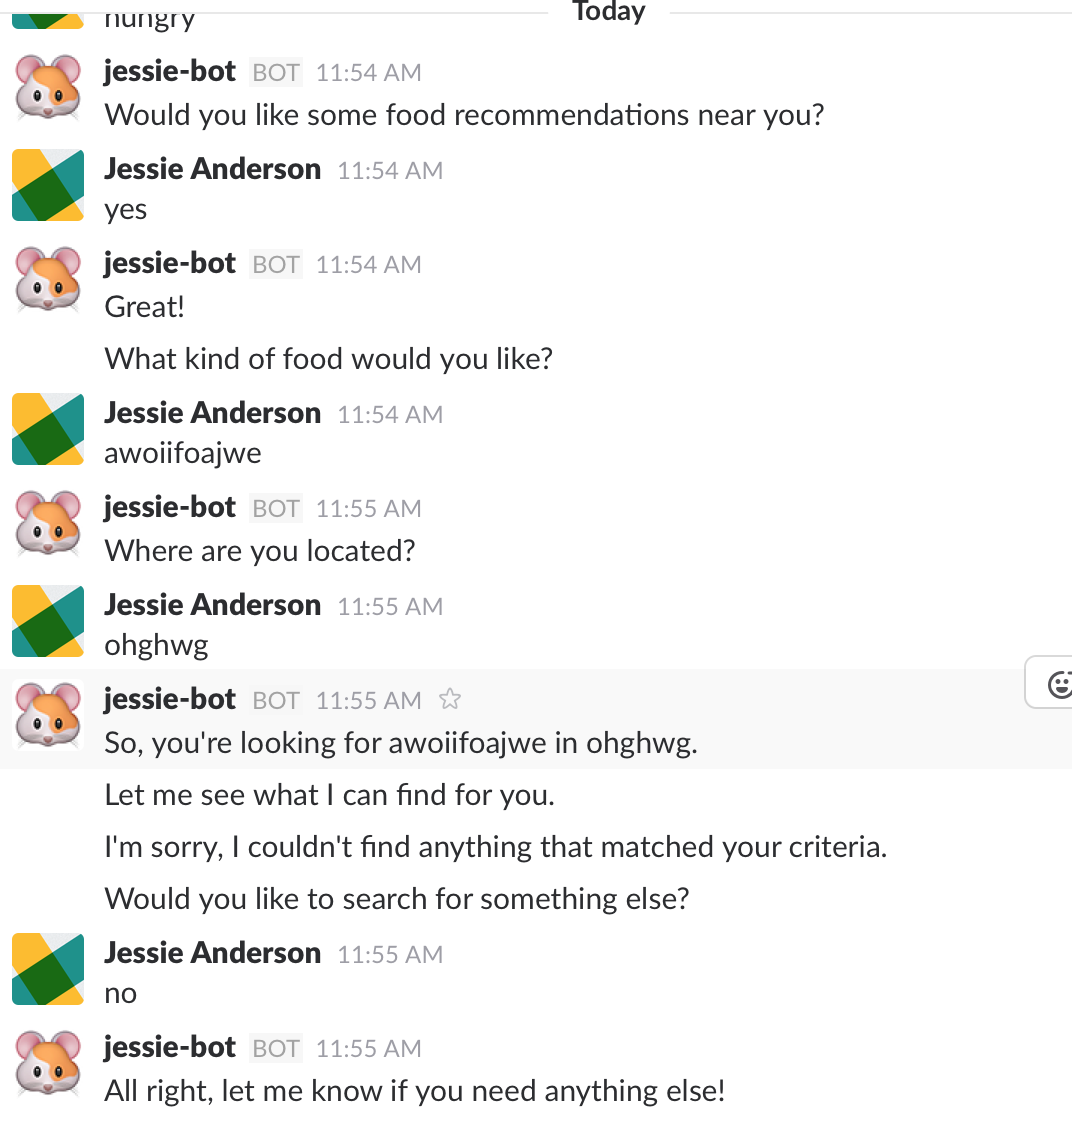 Today
hungry
jessie-bot BOT 11:54 AM
Would you like some food recommendations near you?
Jessie Anderson 11:54 AM
yes
jessie-bot BOT 11:54 AM
Great!
What kind of food would you like?
Jessie Anderson 11:54 AM
awoiifoajwe
jessie-bot BOT 11:55 AM
Where are you located?
Jessie Anderson 11:55 AM
ohghwg
jessie-bot BOT 11:55 AM
So, you're looking for awoiifoajwe in ohghwg.
Let me see what I can find for you.
I'm sorry, I couldn't find anything that matched your criteria.
Would you like to search for something else?
Jessie Anderson 11:55 AM
no
jessie-bot BOT 11:55 AM
All right, let me know if you need anything else!